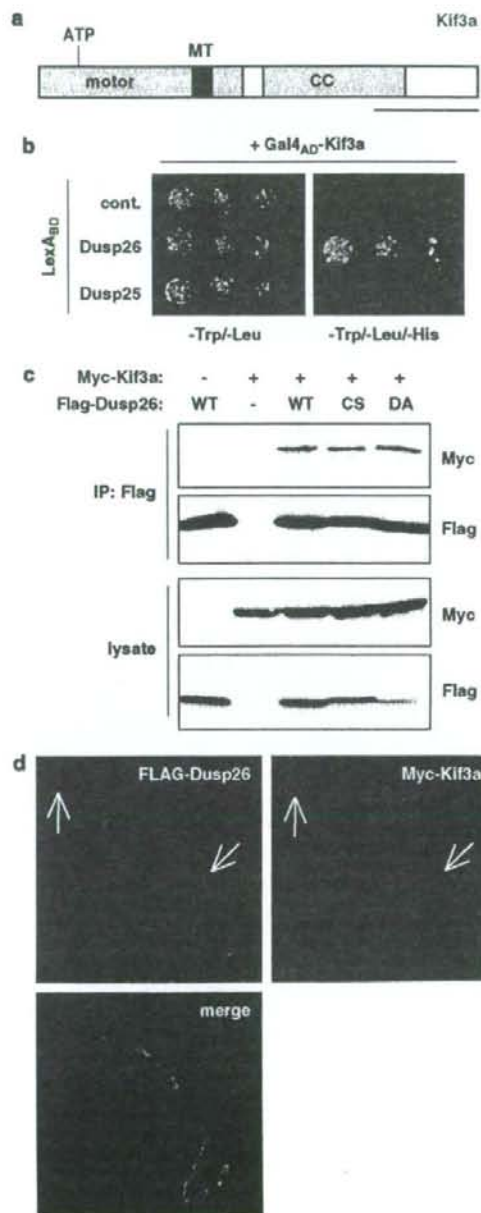 a
Kif3a
ATP
MT
motor
CC
b
+ Gal4AD-Kif3a
LexABD
cont.
Dusp26
Dusp25
-Trp/-Leu
-Trp/-Leu/-His
c
Myc-Kif3a: - + + + +
Flag-Dusp26: WT - WT CS DA
IP: Flag
Myc
Flag
lysate
Myc
Flag
d
FLAG-Dusp26
Myc-Kif3a
merge